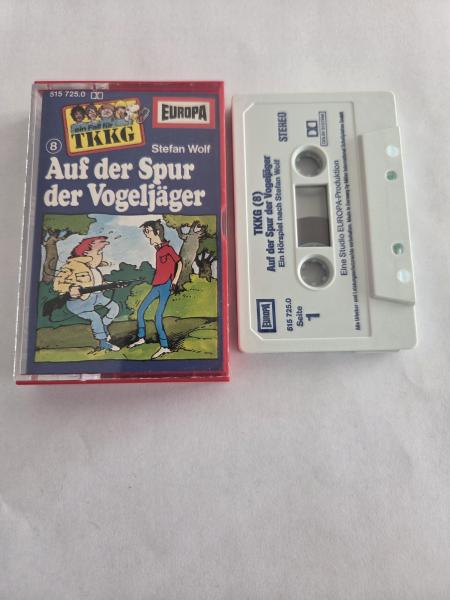 515 725.0
ein Fall für
TKKG
EUROPA
8
Stefan Wolf
Auf der Spur
der Vogeljäger
STEREO
TKKG (8)
Auf der Spur der Vogeljäger
Ein Hörspiel nach Stefan Wolf
EUROPA
515 725.0
Seite
1
Eine Studio EUROPA-Produktion